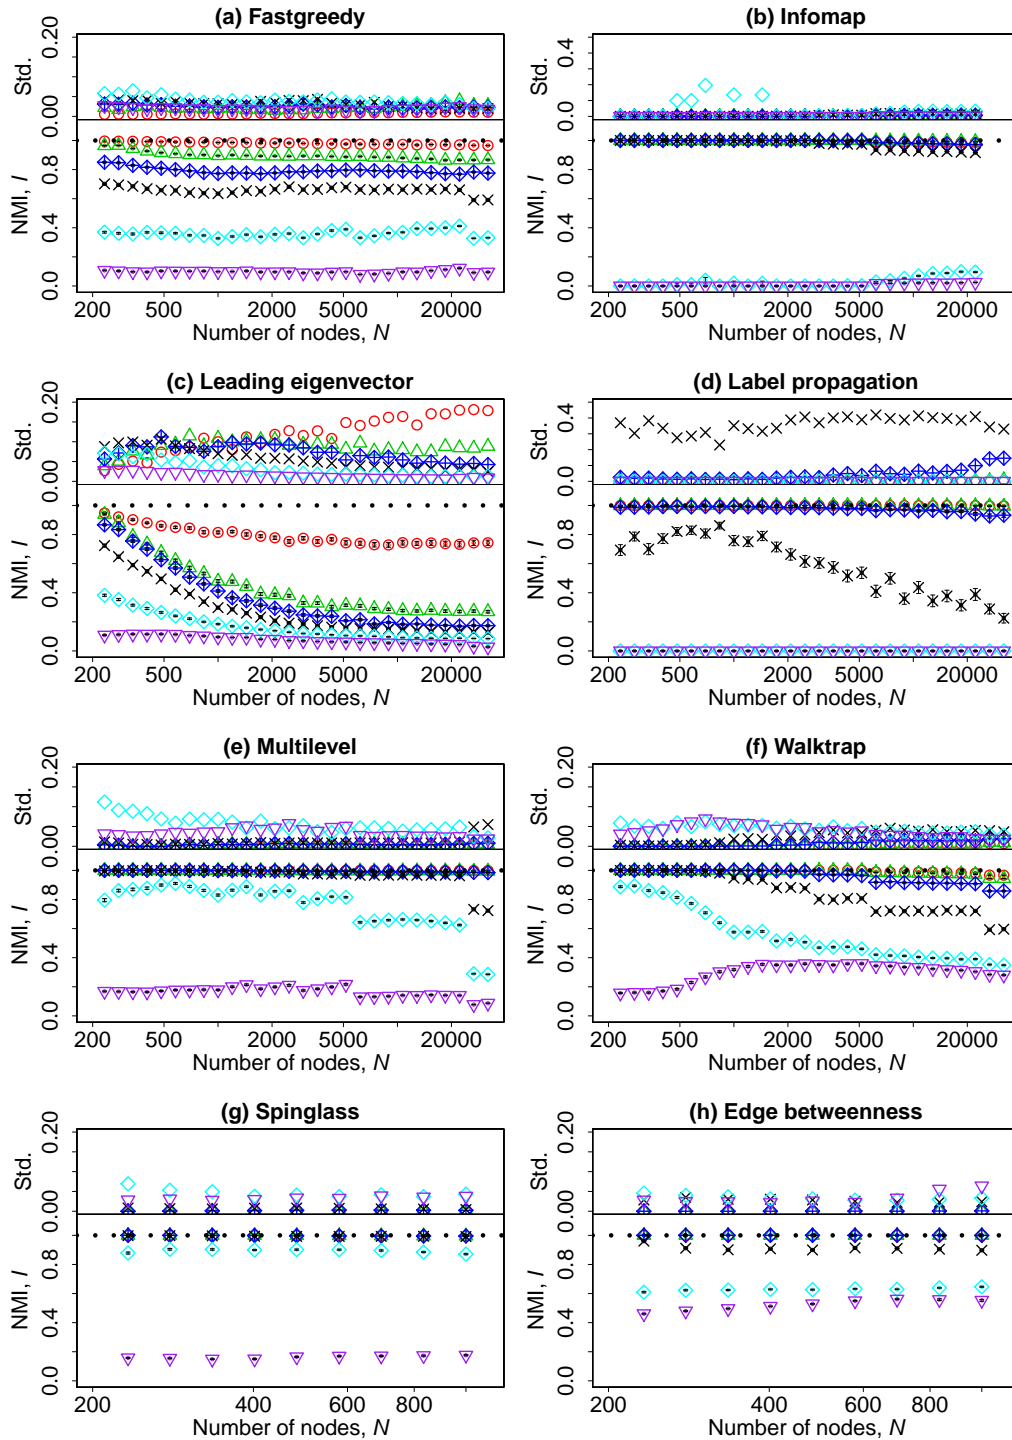 (a) Fastgreedy
(b) Infomap
Std.
0.00 0.20
Std.
0.0 0.4
NMI, I
0.0 0.4 0.8
NMI, I
0.0 0.4 0.8
200 500 5000 20000
200 500 5000 20000
Number of nodes, N
Number of nodes, N
(c) Leading eigenvector
(d) Label propagation
Std.
0.00 0.20
Std.
0.0 0.4
NMI, I
0.0 0.4 0.8
NMI, I
0.0 0.4 0.8
200 500 5000 20000
200 500 5000 20000
Number of nodes, N
Number of nodes, N
(e) Multilevel
(f) Walktrap
Std.
0.00 0.20
Std.
0.00 0.20
NMI, I
0.0 0.4 0.8
NMI, I
0.0 0.4 0.8
200 500 5000 20000
200 500 5000 20000
Number of nodes, N
Number of nodes, N
(g) Spinglass
(h) Edge betweenness
Std.
0.00 0.20
Std.
0.00 0.20
NMI, I
0.0 0.4 0.8
NMI, I
0.0 0.4 0.8
200 400 600 800
200 400 600 800
Number of nodes, N
Number of nodes, N